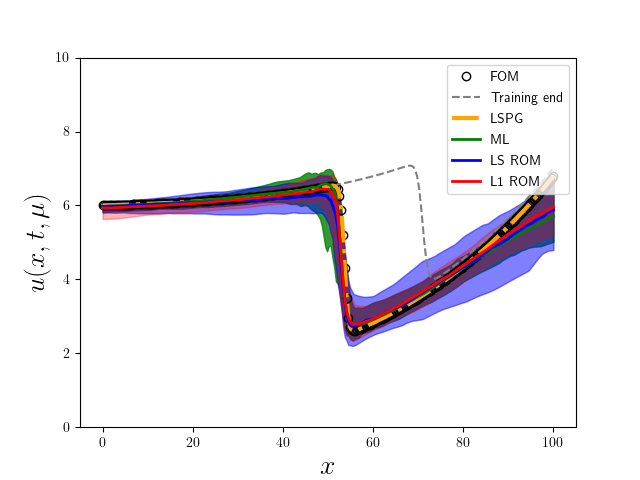 10
8
6
4
2
0
u(x, t, μ)
0
20
40
60
80
100
x
FOM
Training end
LSPG
ML
LS ROM
L1 ROM